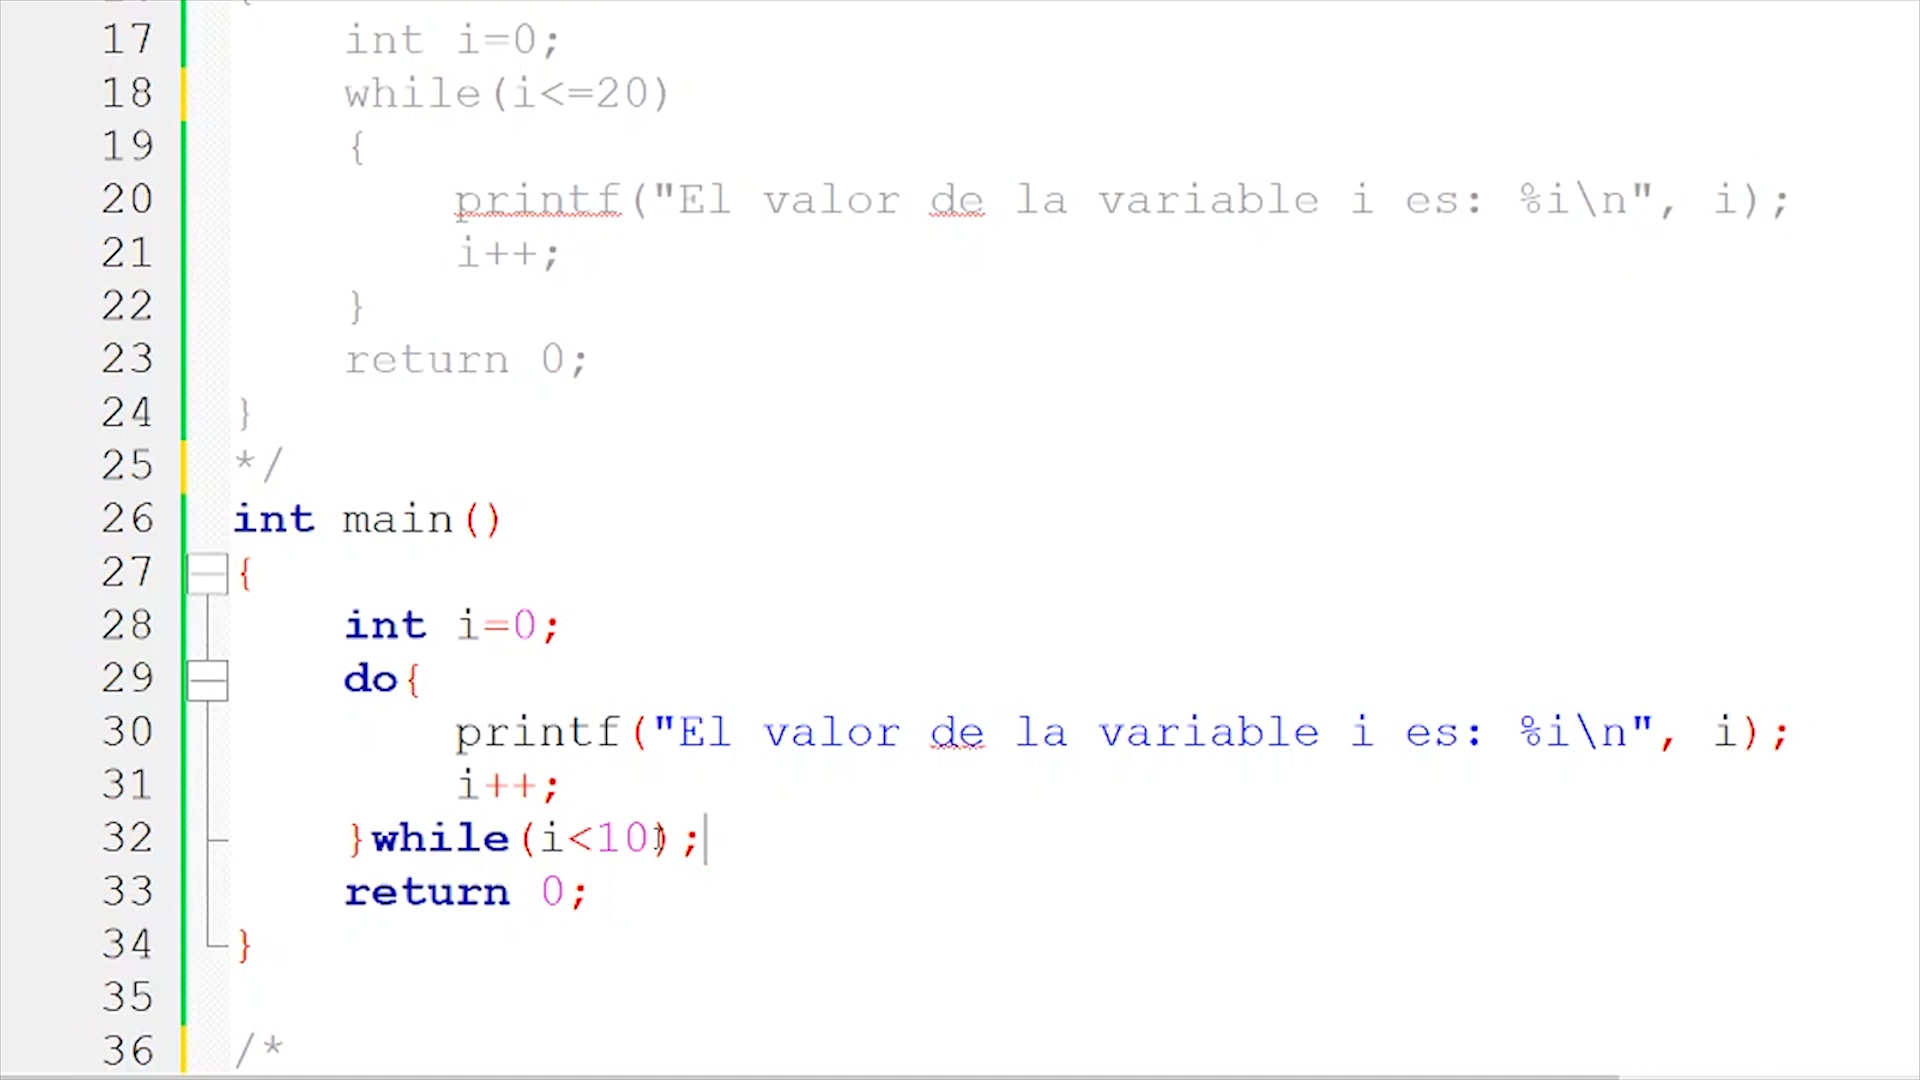 17 int i=0;
18 while(i<=20)
19 {
20 printf("El valor de la variable i es: %i\n", i);
21 i++;
22 }
23 return 0;
24 }
25 */
26 int main()
27 {
28 int i=0;
29 do{
30 printf("El valor de la variable i es: %i\n", i);
31 i++;
32 }while(i<10);
33 return 0;
34 }
35
36 /*